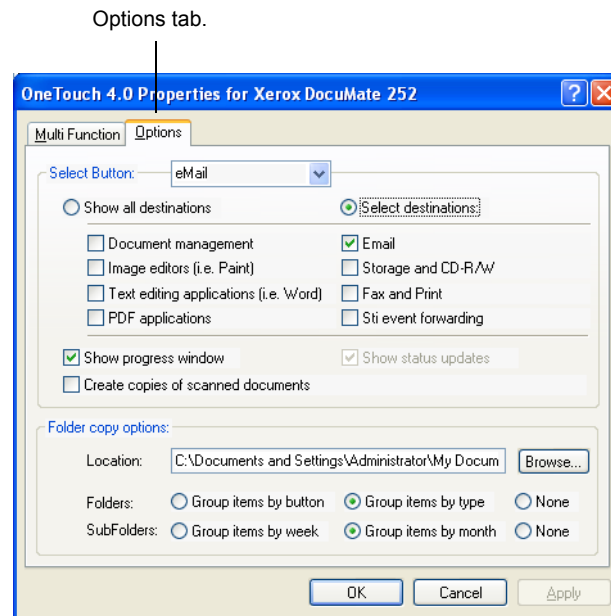 Options tab.
OneTouch 4.0 Properties for Xerox DocuMate 252
Multi Function Options
Select Button: eMail
Show all destinations Select destinations:
Document management Email
Image editors (i.e. Paint) Storage and CD-R/W
Text editing applications (i.e. Word) Fax and Print
PDF applications Sti event forwarding
Show progress window Show status updates
Create copies of scanned documents
Folder copy options:
Location: C:\Documents and Settings\Administrator\My Docum Browse...
Folders: Group items by button Group items by type None
SubFolders: Group items by week Group items by month None
OK Cancel Apply